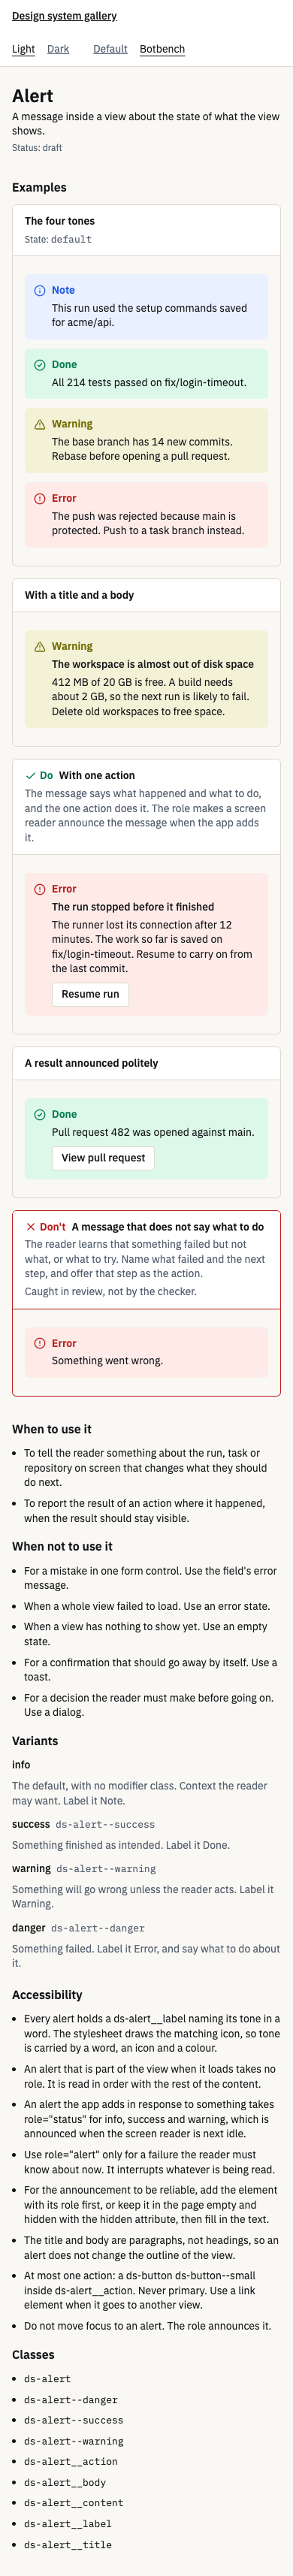 Design system gallery
Light Dark Default Botbench
Alert
A message inside a view about the state of what the view
shows.
Status: draft
Examples
The four tones
State: default
Note
This run used the setup commands saved
for acme/api.
Done
All 214 tests passed on fix/login-timeout.
Warning
The base branch has 14 new commits.
Rebase before opening a pull request.
Error
The push was rejected because main is
protected. Push to a task branch instead.
With a title and a body
Warning
The workspace is almost out of disk space
412 MB of 20 GB is free. A build needs
about 2 GB, so the next run is likely to fail.
Delete old workspaces to free space.
Do With one action
The message says what happened and what to do,
and the one action does it. The role makes a screen
reader announce the message when the app adds
it.
Error
The run stopped before it finished
The runner lost its connection after 12
minutes. The work so far is saved on
fix/login-timeout. Resume to carry on from
the last commit.
Resume run
A result announced politely
Done
Pull request 482 was opened against main.
View pull request
Don't A message that does not say what to do
The reader learns that something failed but not
what, or what to try. Name what failed and the next
step, and offer that step as the action.
Caught in review, not by the checker.
Error
Something went wrong.
When to use it
• To tell the reader something about the run, task or
repository on screen that changes what they should
do next.
• To report the result of an action where it happened,
when the result should stay visible.
When not to use it
• For a mistake in one form control. Use the field's error
message.
• When a whole view failed to load. Use an error state.
• When a view has nothing to show yet. Use an empty
state.
• For a confirmation that should go away by itself. Use a
toast.
• For a decision the reader must make before going on.
Use a dialog.
Variants
info
The default, with no modifier class. Context the reader
may want. Label it Note.
success ds-alert--success
Something finished as intended. Label it Done.
warning ds-alert--warning
Something will go wrong unless the reader acts. Label it
Warning.
danger ds-alert--danger
Something failed. Label it Error, and say what to do about
it.
Accessibility
• Every alert holds a ds-alert__label naming its tone in a
word. The stylesheet draws the matching icon, so tone
is carried by a word, an icon and a colour.
• An alert that is part of the view when it loads takes no
role. It is read in order with the rest of the content.
• An alert the app adds in response to something takes
role="status" for info, success and warning, which is
announced when the screen reader is next idle.
• Use role="alert" only for a failure the reader must
know about now. It interrupts whatever is being read.
• For the announcement to be reliable, add the element
with its role first, or keep it in the page empty and
hidden with the hidden attribute, then fill in the text.
• The title and body are paragraphs, not headings, so an
alert does not change the outline of the view.
• At most one action: a ds-button ds-button--small
inside ds-alert__action. Never primary. Use a link
element when it goes to another view.
• Do not move focus to an alert. The role announces it.
Classes
• ds-alert
• ds-alert--danger
• ds-alert--success
• ds-alert--warning
• ds-alert__action
• ds-alert__body
• ds-alert__content
• ds-alert__label
• ds-alert__title